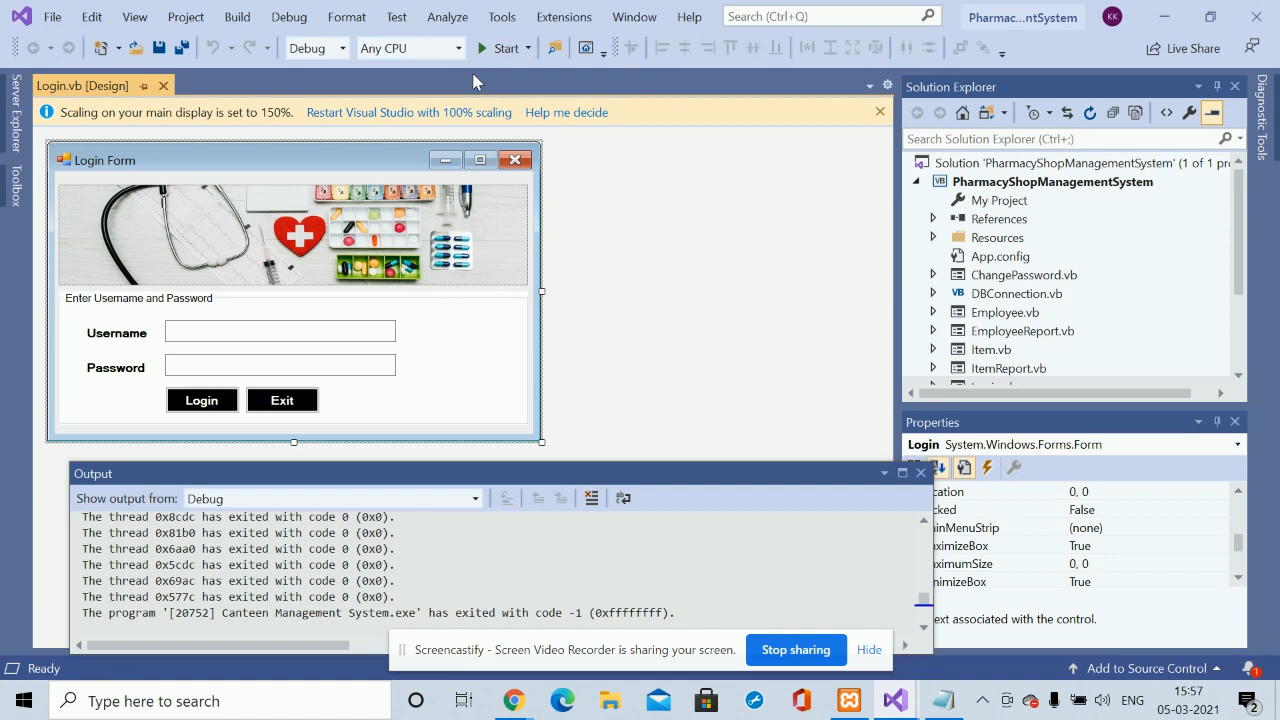 File Edit View Project Build Debug Format Test Analyze Tools Extensions Window Help Search (Ctrl+Q) Pharmac...ntSystem KK
Debug Any CPU Start Live Share
Server Explorer
Toolbox
Login.vb [Design]
Scaling on your main display is set to 150%. Restart Visual Studio with 100% scaling Help me decide
Login Form
Enter Username and Password
Username
Password
Login Exit
Output
Show output from: Debug
The thread 0x8cdc has exited with code 0 (0x0).
The thread 0x81b0 has exited with code 0 (0x0).
The thread 0x6aa0 has exited with code 0 (0x0).
The thread 0x5cdc has exited with code 0 (0x0).
The thread 0x69ac has exited with code 0 (0x0).
The thread 0x577c has exited with code 0 (0x0).
The program '[20752] Canteen Management System.exe' has exited with code -1 (0xffffffff).
Solution Explorer
Search Solution Explorer (Ctrl+;)
Solution 'PharmacyShopManagementSystem' (1 of 1 pr
VB PharmacyShopManagementSystem
My Project
References
Resources
App.config
ChangePassword.vb
VB DBConnection.vb
Employee.vb
EmployeeReport.vb
Item.vb
ItemReport.vb
Diagnostic Tools
Properties
Login System.Windows.Forms.Form
cation 0, 0
cked False
ainMenuStrip (none)
aximizeBox True
aximumSize 0, 0
inimizeBox True
ext associated with the control.
Screencastify - Screen Video Recorder is sharing your screen. Stop sharing Hide
Ready Add to Source Control 1
Type here to search ENG 15:57
05-03-2021 2